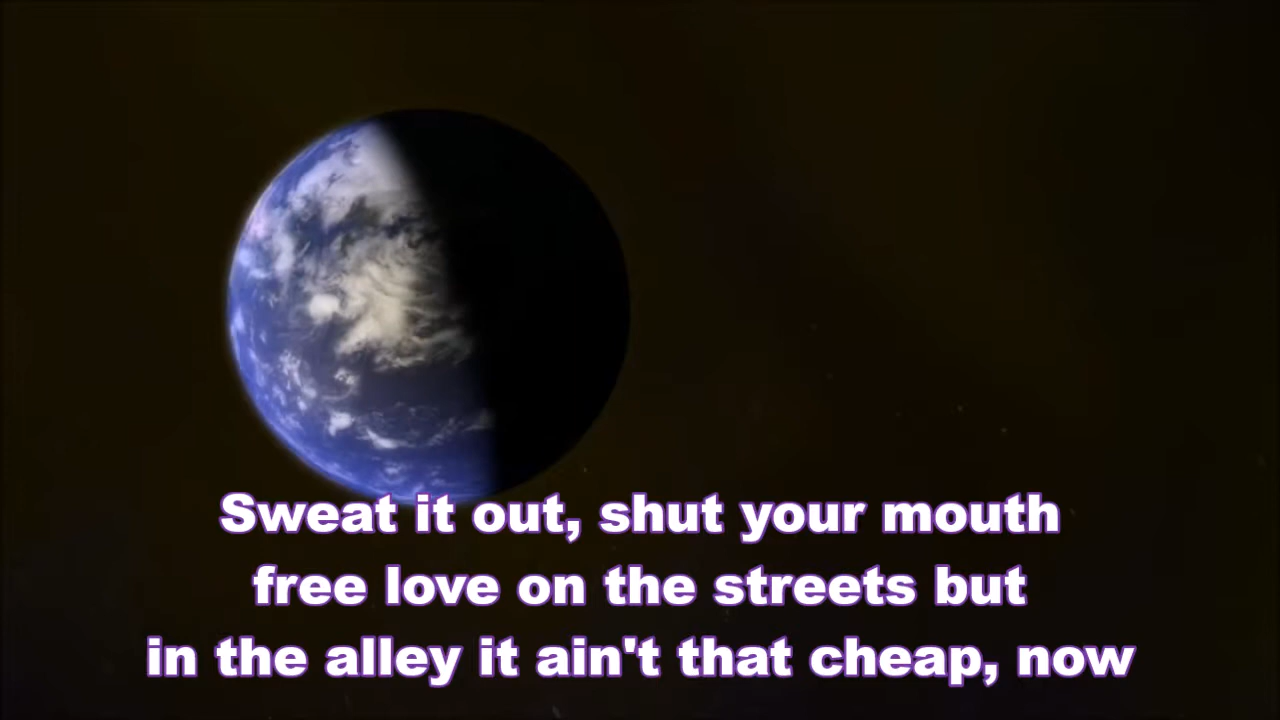 Sweat it out, shut your mouth
free love on the streets but
in the alley it ain't that cheap, now